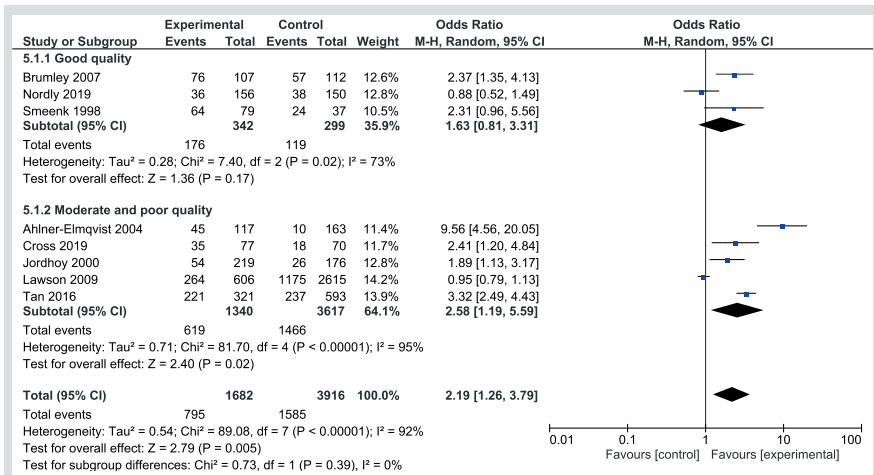 Experimental Control Odds Ratio Odds Ratio
Study or Subgroup Events Total Events Total Weight M-H, Random, 95% CI M-H, Random, 95% CI
5.1.1 Good quality
Brumley 2007 76 107 57 112 12.6% 2.37 [1.35, 4.13]
Nordly 2019 36 156 38 150 12.8% 0.88 [0.52, 1.49]
Smeenk 1998 64 79 24 37 10.5% 2.31 [0.96, 5.56]
Subtotal (95% CI) 342 299 35.9% 1.63 [0.81, 3.31]
Total events 176 119
Heterogeneity: Tau² = 0.28; Chi² = 7.40, df = 2 (P = 0.02); I² = 73%
Test for overall effect: Z = 1.36 (P = 0.17)
5.1.2 Moderate and poor quality
Ahlner-Elmqvist 2004 45 117 10 163 11.4% 9.56 [4.56, 20.05]
Cross 2019 35 77 18 70 11.7% 2.41 [1.20, 4.84]
Jordhoy 2000 54 219 26 176 12.8% 1.89 [1.13, 3.17]
Lawson 2009 264 606 1175 2615 14.2% 0.95 [0.79, 1.13]
Tan 2016 221 321 237 593 13.9% 3.32 [2.49, 4.43]
Subtotal (95% CI) 1340 3617 64.1% 2.58 [1.19, 5.59]
Total events 619 1466
Heterogeneity: Tau² = 0.71; Chi² = 81.70, df = 4 (P < 0.00001); I² = 95%
Test for overall effect: Z = 2.40 (P = 0.02)
Total (95% CI) 1682 3916 100.0% 2.19 [1.26, 3.79]
Total events 795 1585
Heterogeneity: Tau² = 0.54; Chi² = 89.08, df = 7 (P < 0.00001); I² = 92%
Test for overall effect: Z = 2.79 (P = 0.005)
Test for subgroup differences: Chi² = 0.73, df = 1 (P = 0.39), I² = 0%
0.01 0.1 1 10 100
Favours [control] Favours [experimental]